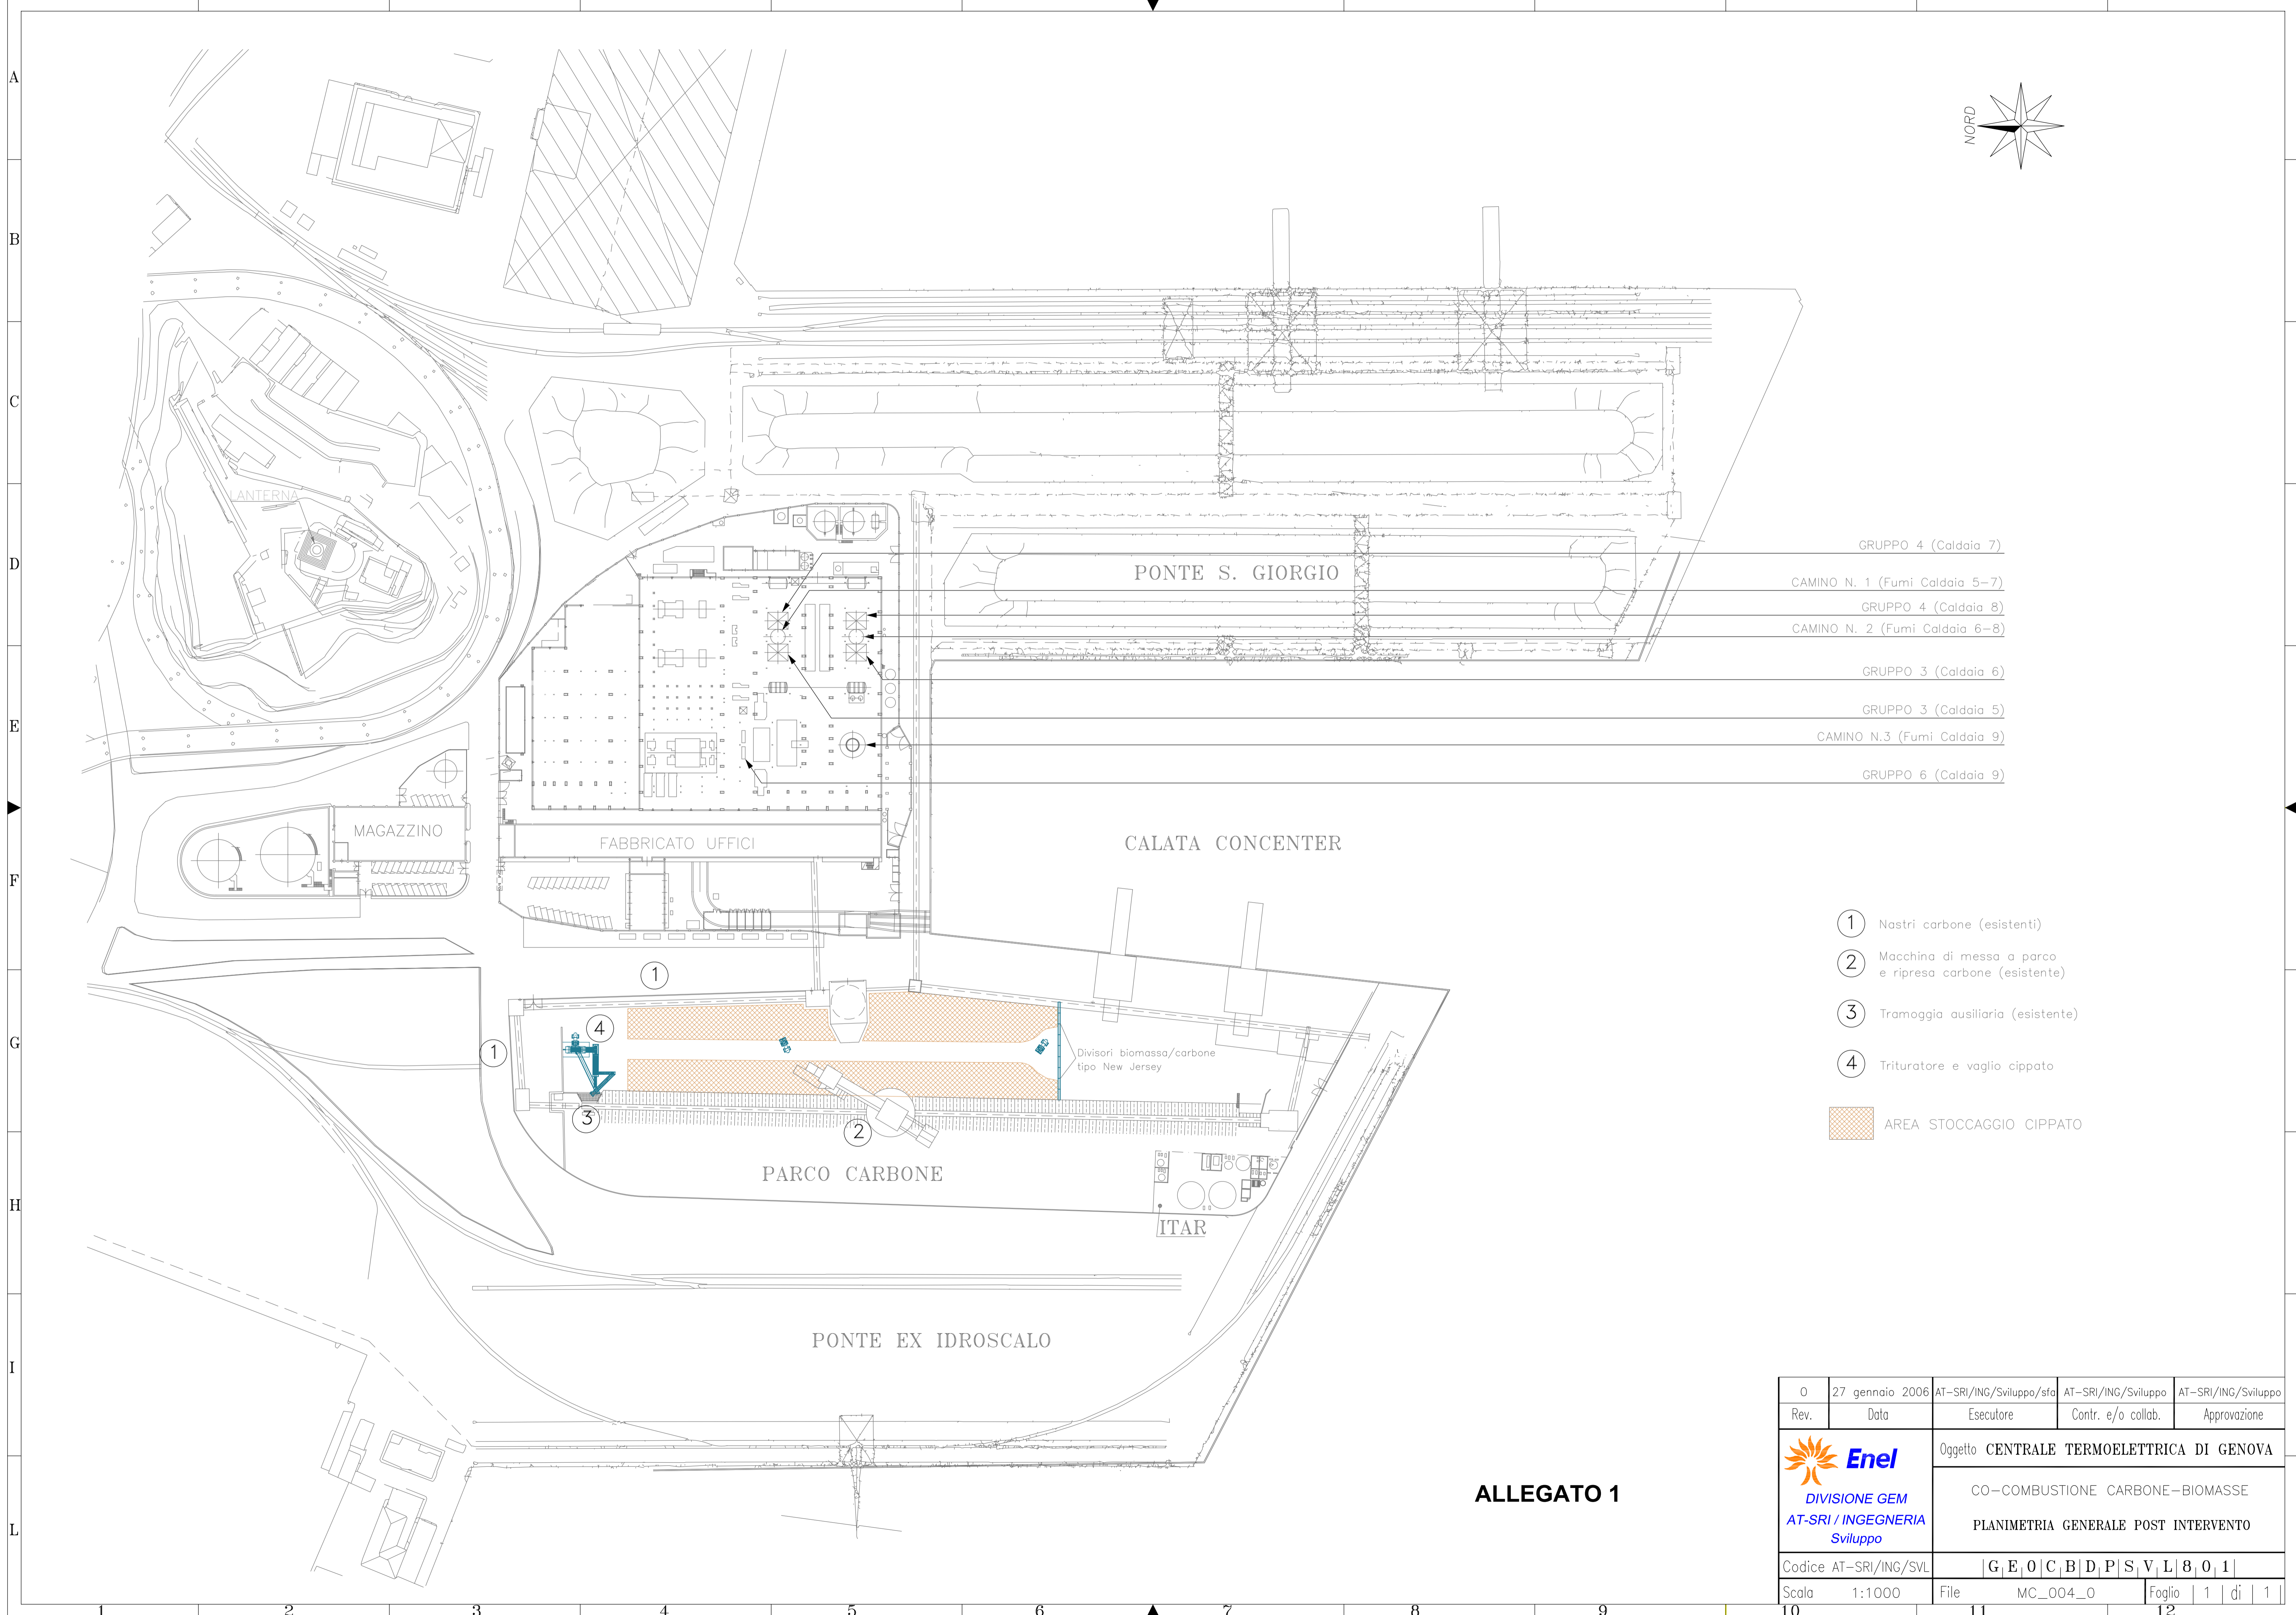 A
B
C
D
E
F
G
H
I
L
NORD
LANTERNA
PONTE S. GIORGIO
GRUPPO 4 (Caldaia 7)
CAMINO N. 1 (Fumi Caldaia 5-7)
GRUPPO 4 (Caldaia 8)
CAMINO N. 2 (Fumi Caldaia 6-8)
GRUPPO 3 (Caldaia 6)
GRUPPO 3 (Caldaia 5)
CAMINO N.3 (Fumi Caldaia 9)
GRUPPO 6 (Caldaia 9)
MAGAZZINO
FABBRICATO UFFICI
CALATA CONCENTER
1 Nastri carbone (esistenti)
2 Macchina di messa a parco
e ripresa carbone (esistente)
3 Tramoggia ausiliaria (esistente)
4 Trituratore e vaglio cippato
AREA STOCCAGGIO CIPPATO
1
4
1
Divisori biomassa/carbone
tipo New Jersey
3
2
PARCO CARBONE
ITAR
PONTE EX IDROSCALO
ALLEGATO 1
0 27 gennaio 2006 AT-SRI/ING/Sviluppo/sfa AT-SRI/ING/Sviluppo AT-SRI/ING/Sviluppo
Rev. Data Esecutore Contr. e/o collab. Approvazione
Enel
DIVISIONE GEM
AT-SRI / INGEGNERIA
Sviluppo
Oggetto CENTRALE TERMOELETTRICA DI GENOVA
CO-COMBUSTIONE CARBONE-BIOMASSE
PLANIMETRIA GENERALE POST INTERVENTO
Codice AT-SRI/ING/SVL GE0CBDPSVL801
Scala 1:1000 File MC_004_0 Foglio 1 di 1
1 2 3 4 5 6 7 8 9 10 11 12